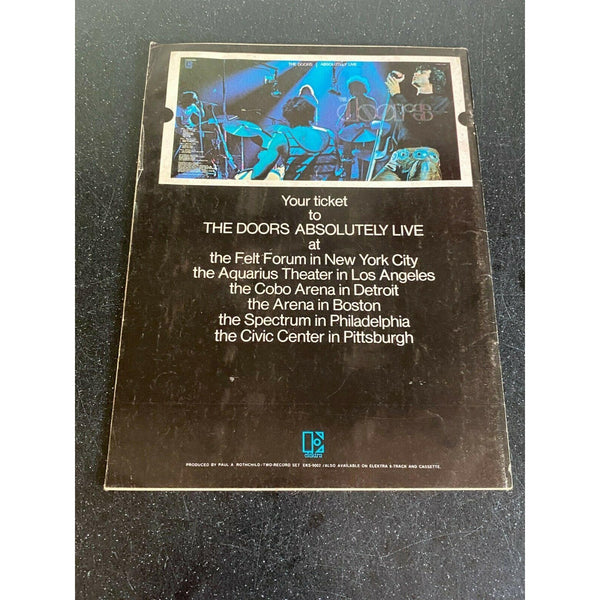 THE DOORS / ABSOLUTELY LIVE
THE
doors
Your ticket
to
THE DOORS ABSOLUTELY LIVE
at
the Felt Forum in New York City
the Aquarius Theater in Los Angeles
the Cobo Arena in Detroit
the Arena in Boston
the Spectrum in Philadelphia
the Civic Center in Pittsburgh
elektra
PRODUCED BY PAUL A. ROTHCHILD/TWO-RECORD SET EKS-9002/ALSO AVAILABLE ON ELEKTRA 8-TRACK AND CASSETTE.